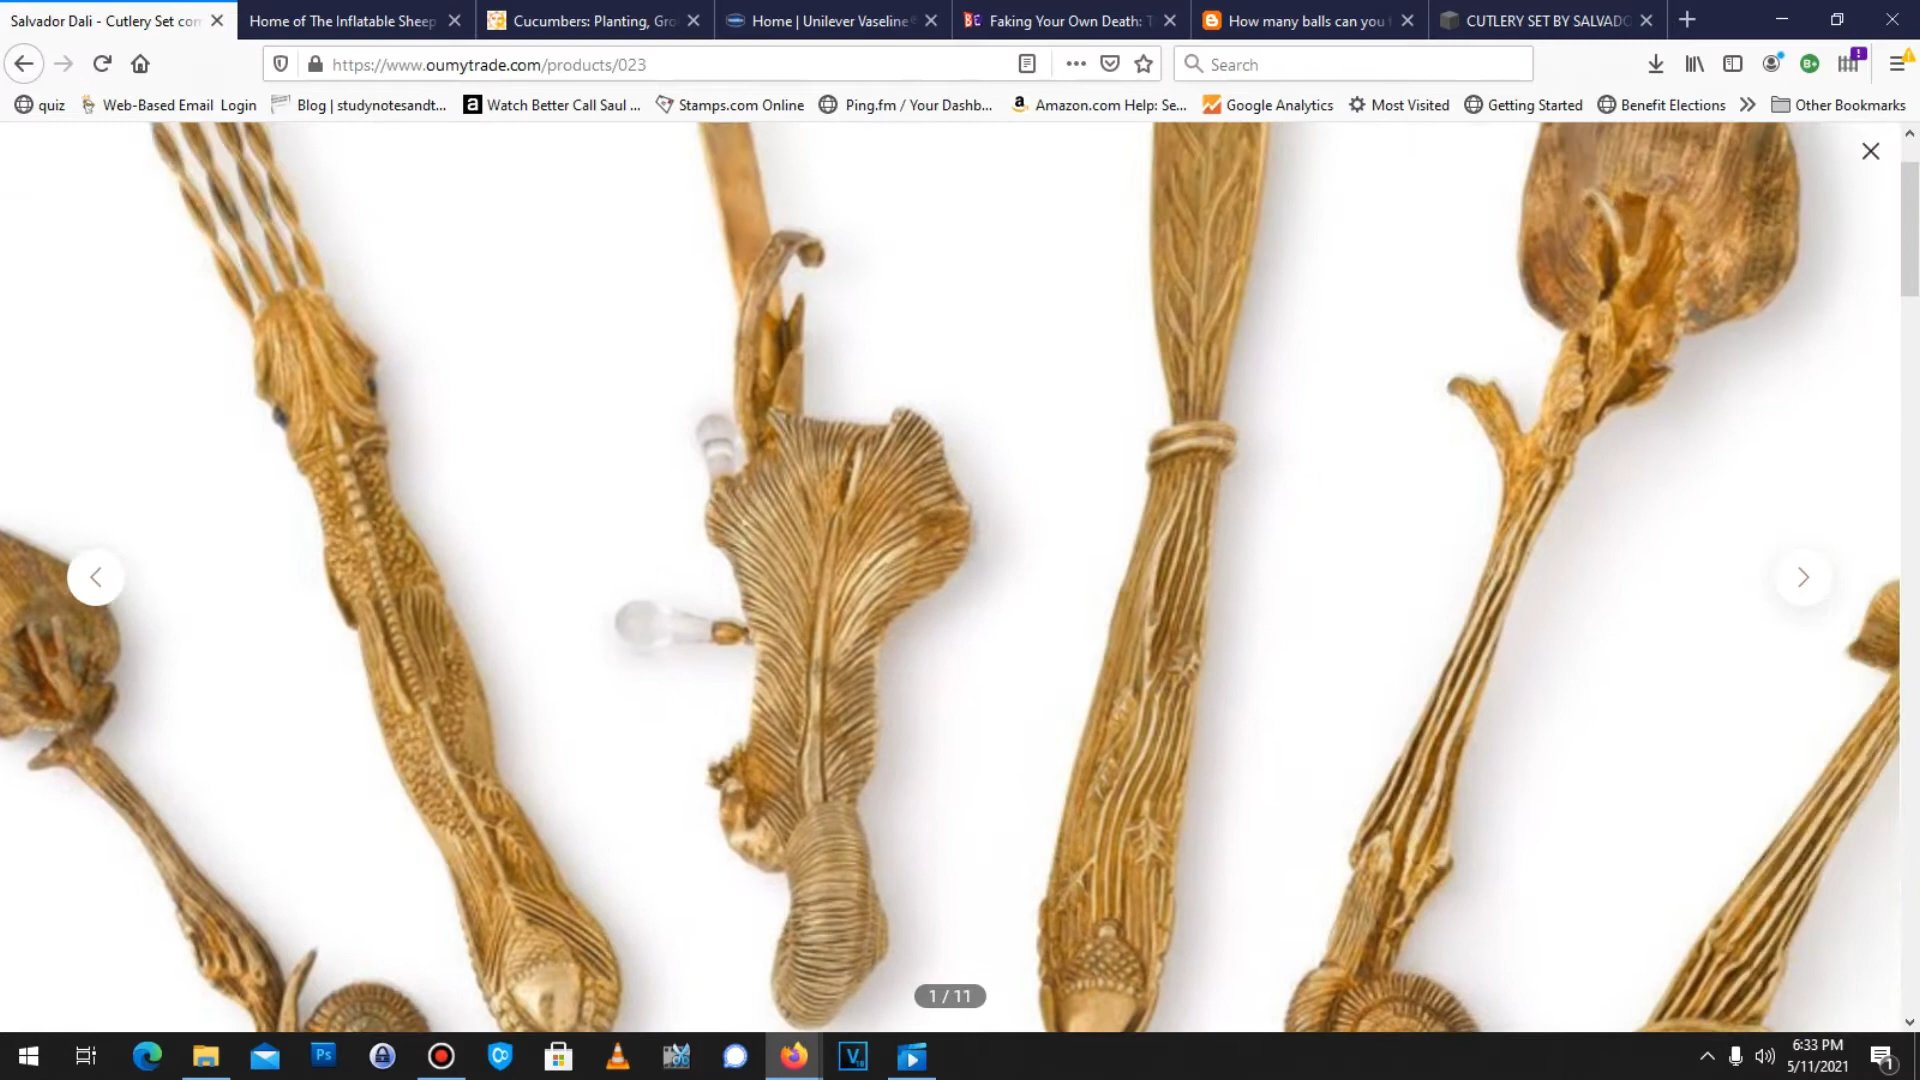 Salvador Dali - Cutlery Set con
Home of The Inflatable Sheep
Cucumbers: Planting, Gro
Home | Unilever Vaseline®
Faking Your Own Death: T
How many balls can you f
CUTLERY SET BY SALVADO
https://www.oumytrade.com/products/023
Search
quiz
Web-Based Email Login
Blog | studynotesandt...
Watch Better Call Saul ...
Stamps.com Online
Ping.fm / Your Dashb...
Amazon.com Help: Se...
Google Analytics
Most Visited
Getting Started
Benefit Elections
Other Bookmarks
1 / 11
Ps
6:33 PM
5/11/2021